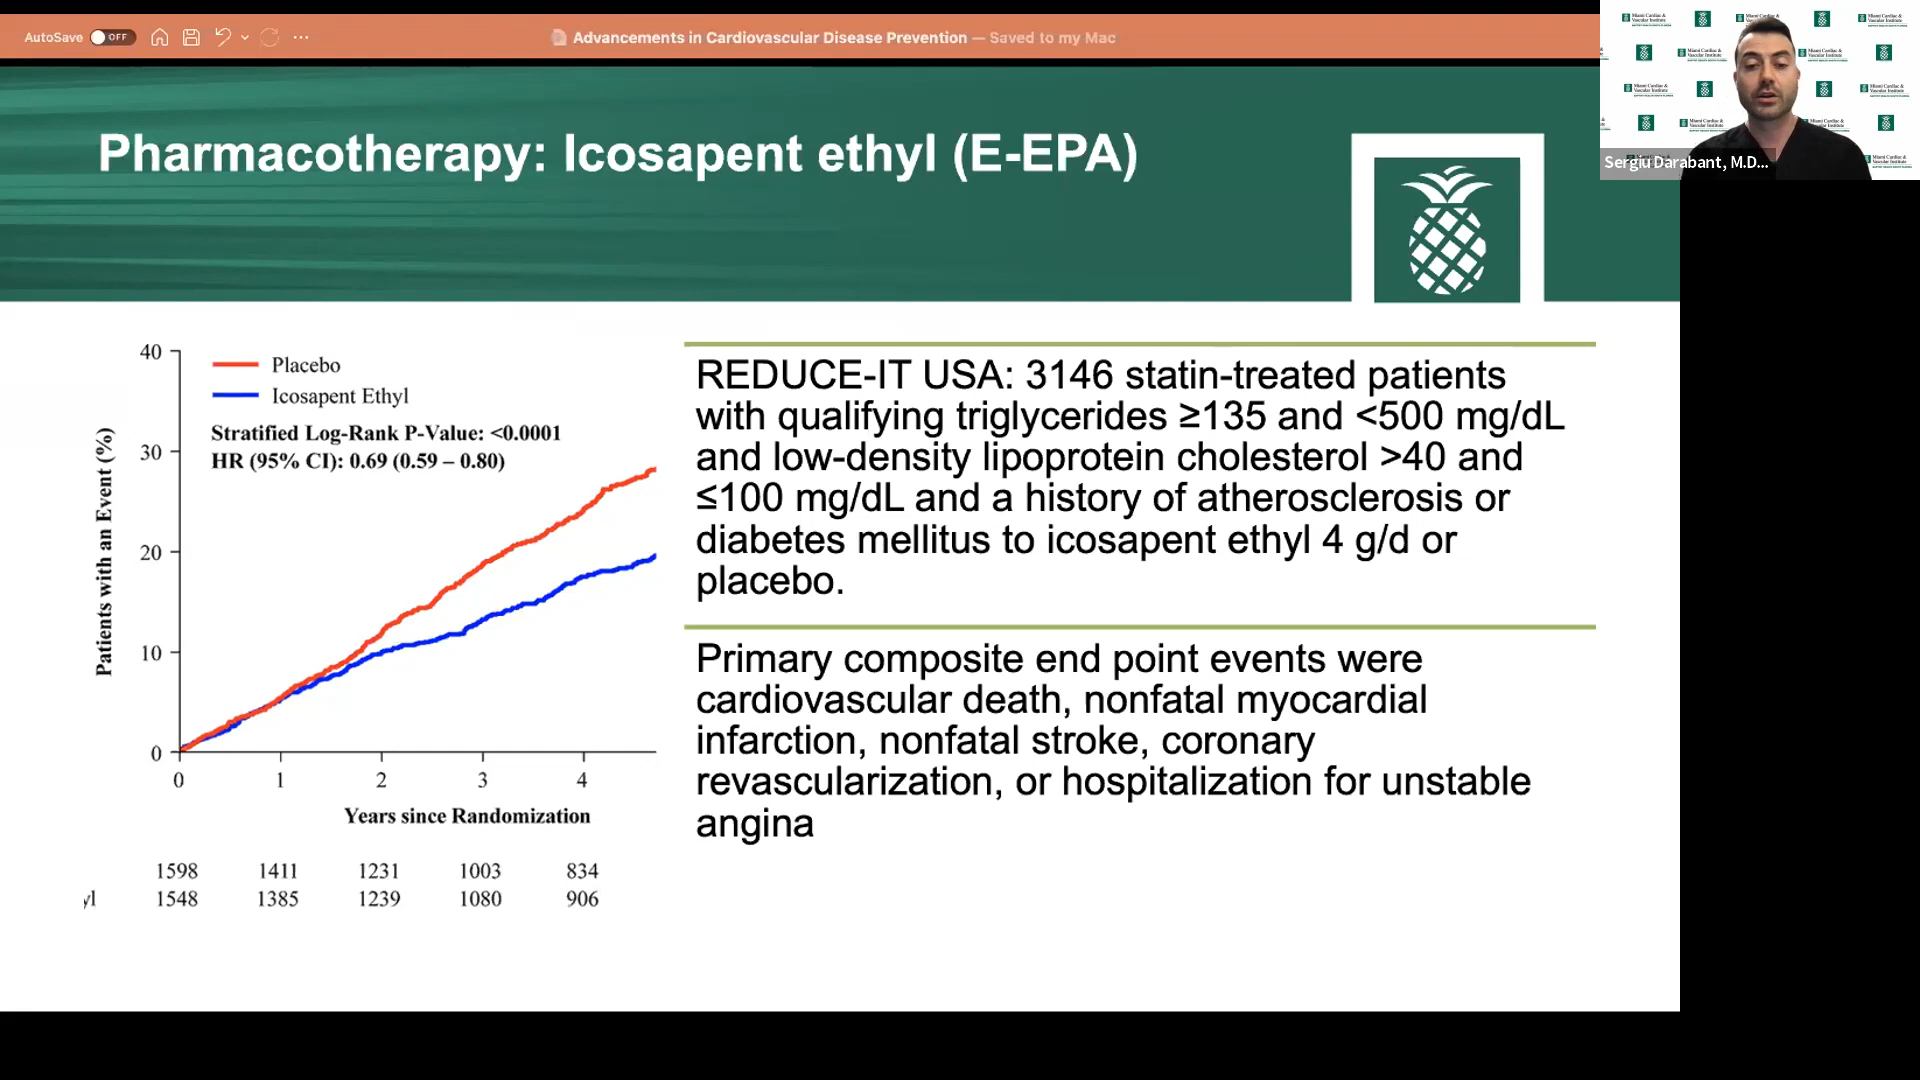 AutoSave OFF
Advancements in Cardiovascular Disease Prevention — Saved to my Mac
Miami Cardiac & Vascular Institute
Sergiu Darabant, M.D...
Pharmacotherapy: Icosapent ethyl (E-EPA)
40
30
20
10
0
Patients with an Event (%)
Placebo
Icosapent Ethyl
Stratified Log-Rank P-Value: <0.0001
HR (95% CI): 0.69 (0.59 – 0.80)
0 1 2 3 4
Years since Randomization
1598 1411 1231 1003 834
yl 1548 1385 1239 1080 906
REDUCE-IT USA: 3146 statin-treated patients
with qualifying triglycerides ≥135 and <500 mg/dL
and low-density lipoprotein cholesterol >40 and
≤100 mg/dL and a history of atherosclerosis or
diabetes mellitus to icosapent ethyl 4 g/d or
placebo.
Primary composite end point events were
cardiovascular death, nonfatal myocardial
infarction, nonfatal stroke, coronary
revascularization, or hospitalization for unstable
angina